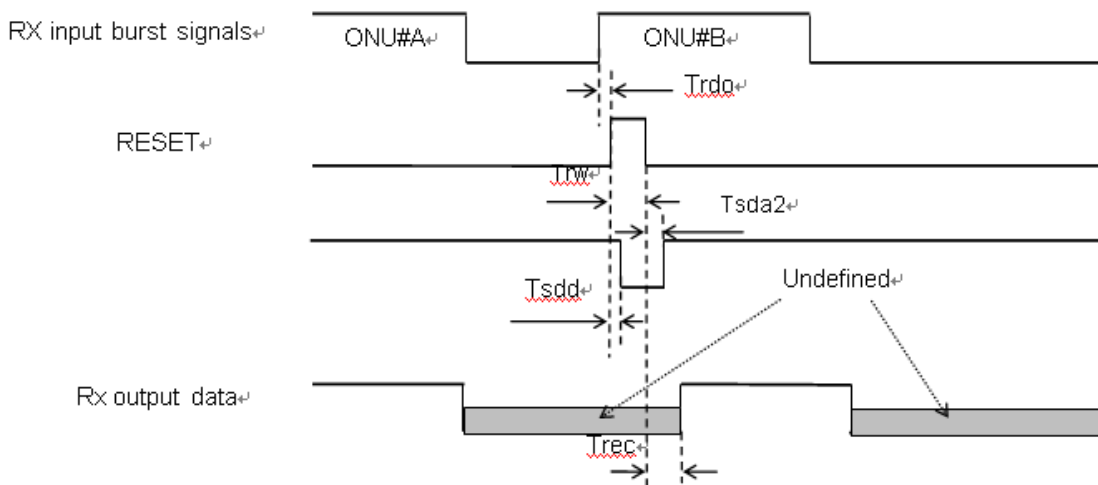 RX input burst signals↵
ONU#A↵
ONU#B↵
Trdo↵
RESET↵
Trw↵
Tsda2↵
Tsdd↵
Undefined↵
Rx output data↵
Trec↵